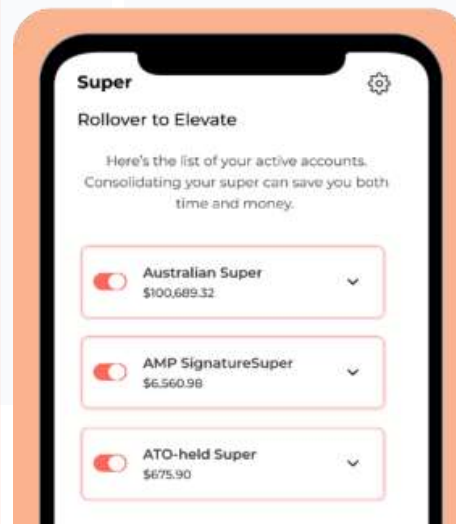 Super
Rollover to Elevate
Here's the list of your active accounts.
Consolidating your super can save you both
time and money.
Australian Super
$100,689.32
AMP SignatureSuper
$6,560.98
ATO-held Super
$675.90